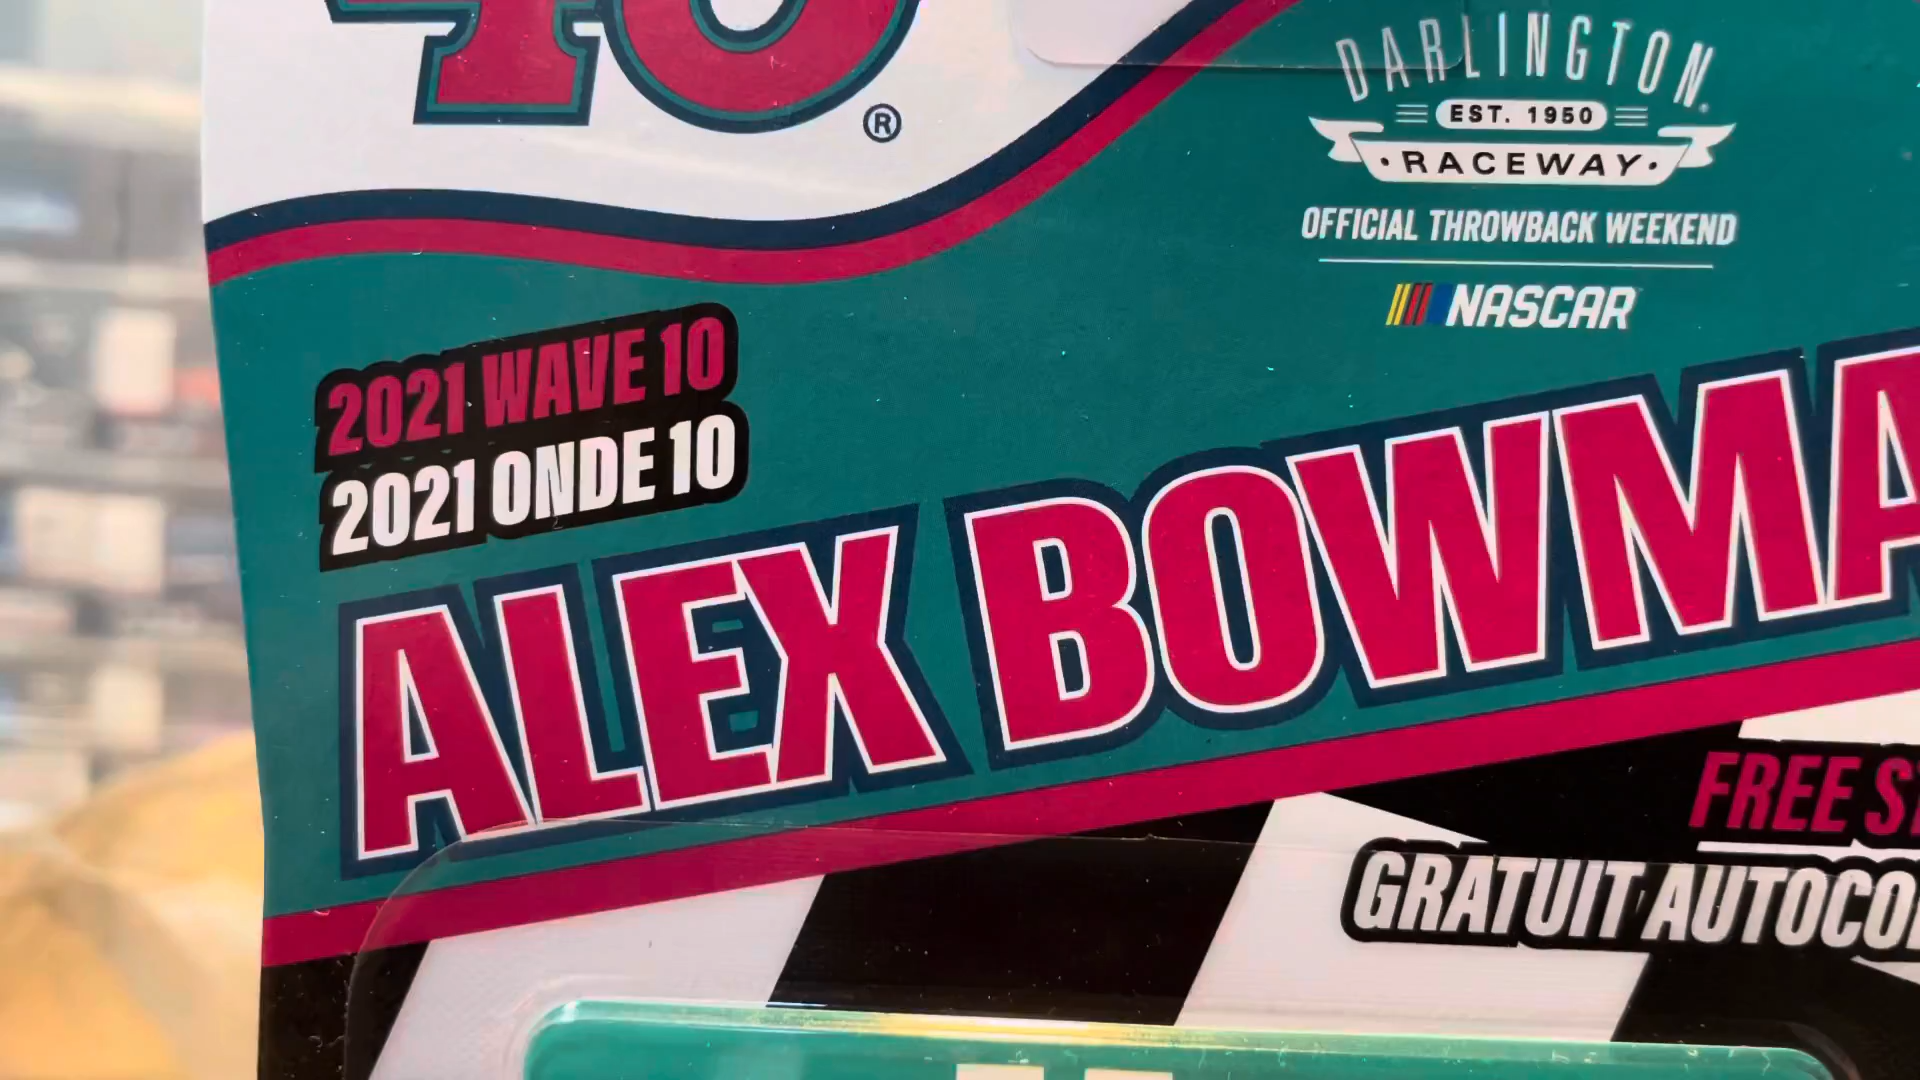 48
®
DARLINGTON
EST. 1950
·RACEWAY·
OFFICIAL THROWBACK WEEKEND
NASCAR
2021 WAVE 10
2021 ONDE 10
ALEX BOWMA
FREE S
GRATUIT AUTOCO